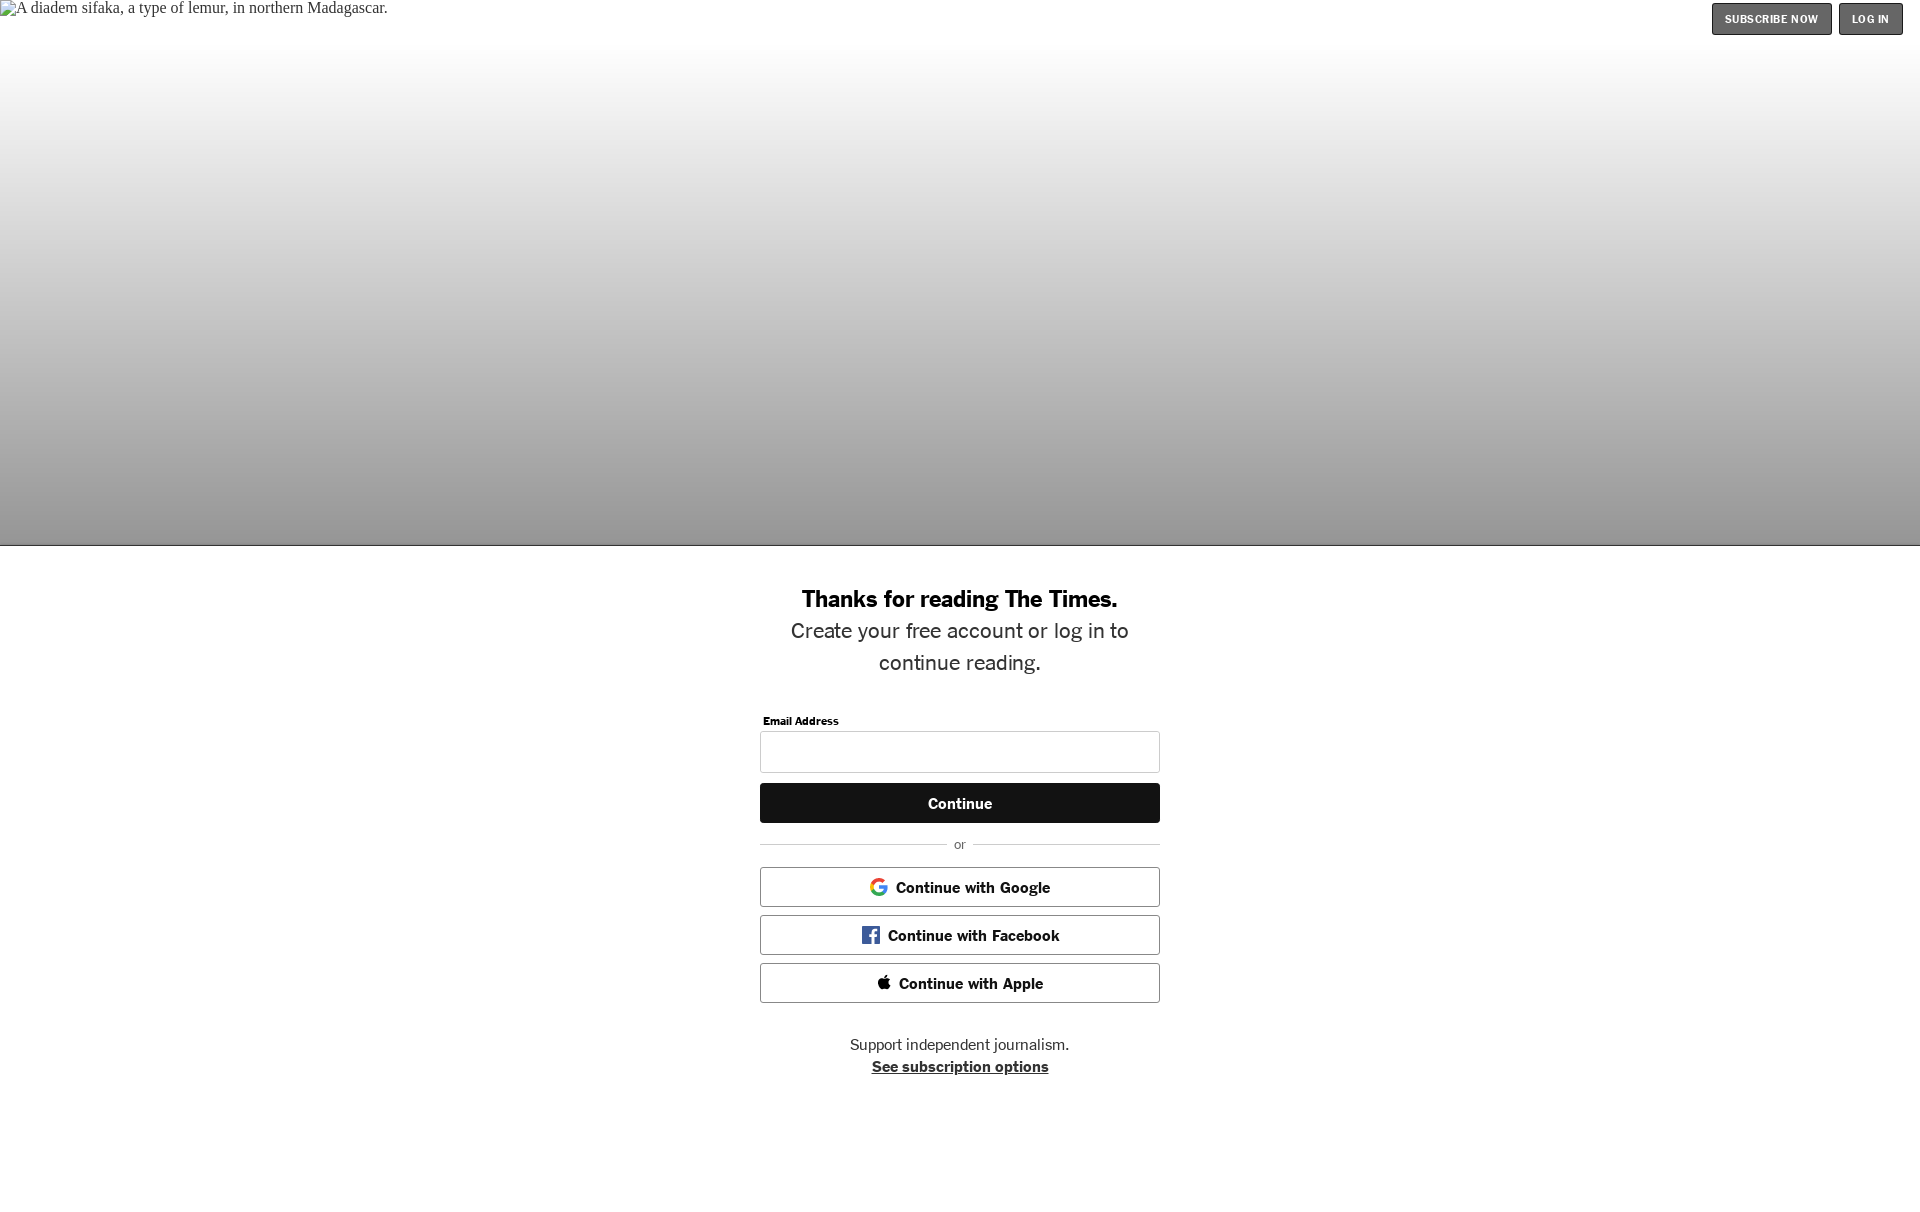 A diadem sifaka, a type of lemur, in northern Madagascar.
SUBSCRIBE NOW
LOG IN
Thanks for reading The Times.
Create your free account or log in to
continue reading.
Email Address
Continue
or
Continue with Google
Continue with Facebook
Continue with Apple
Support independent journalism.
See subscription options